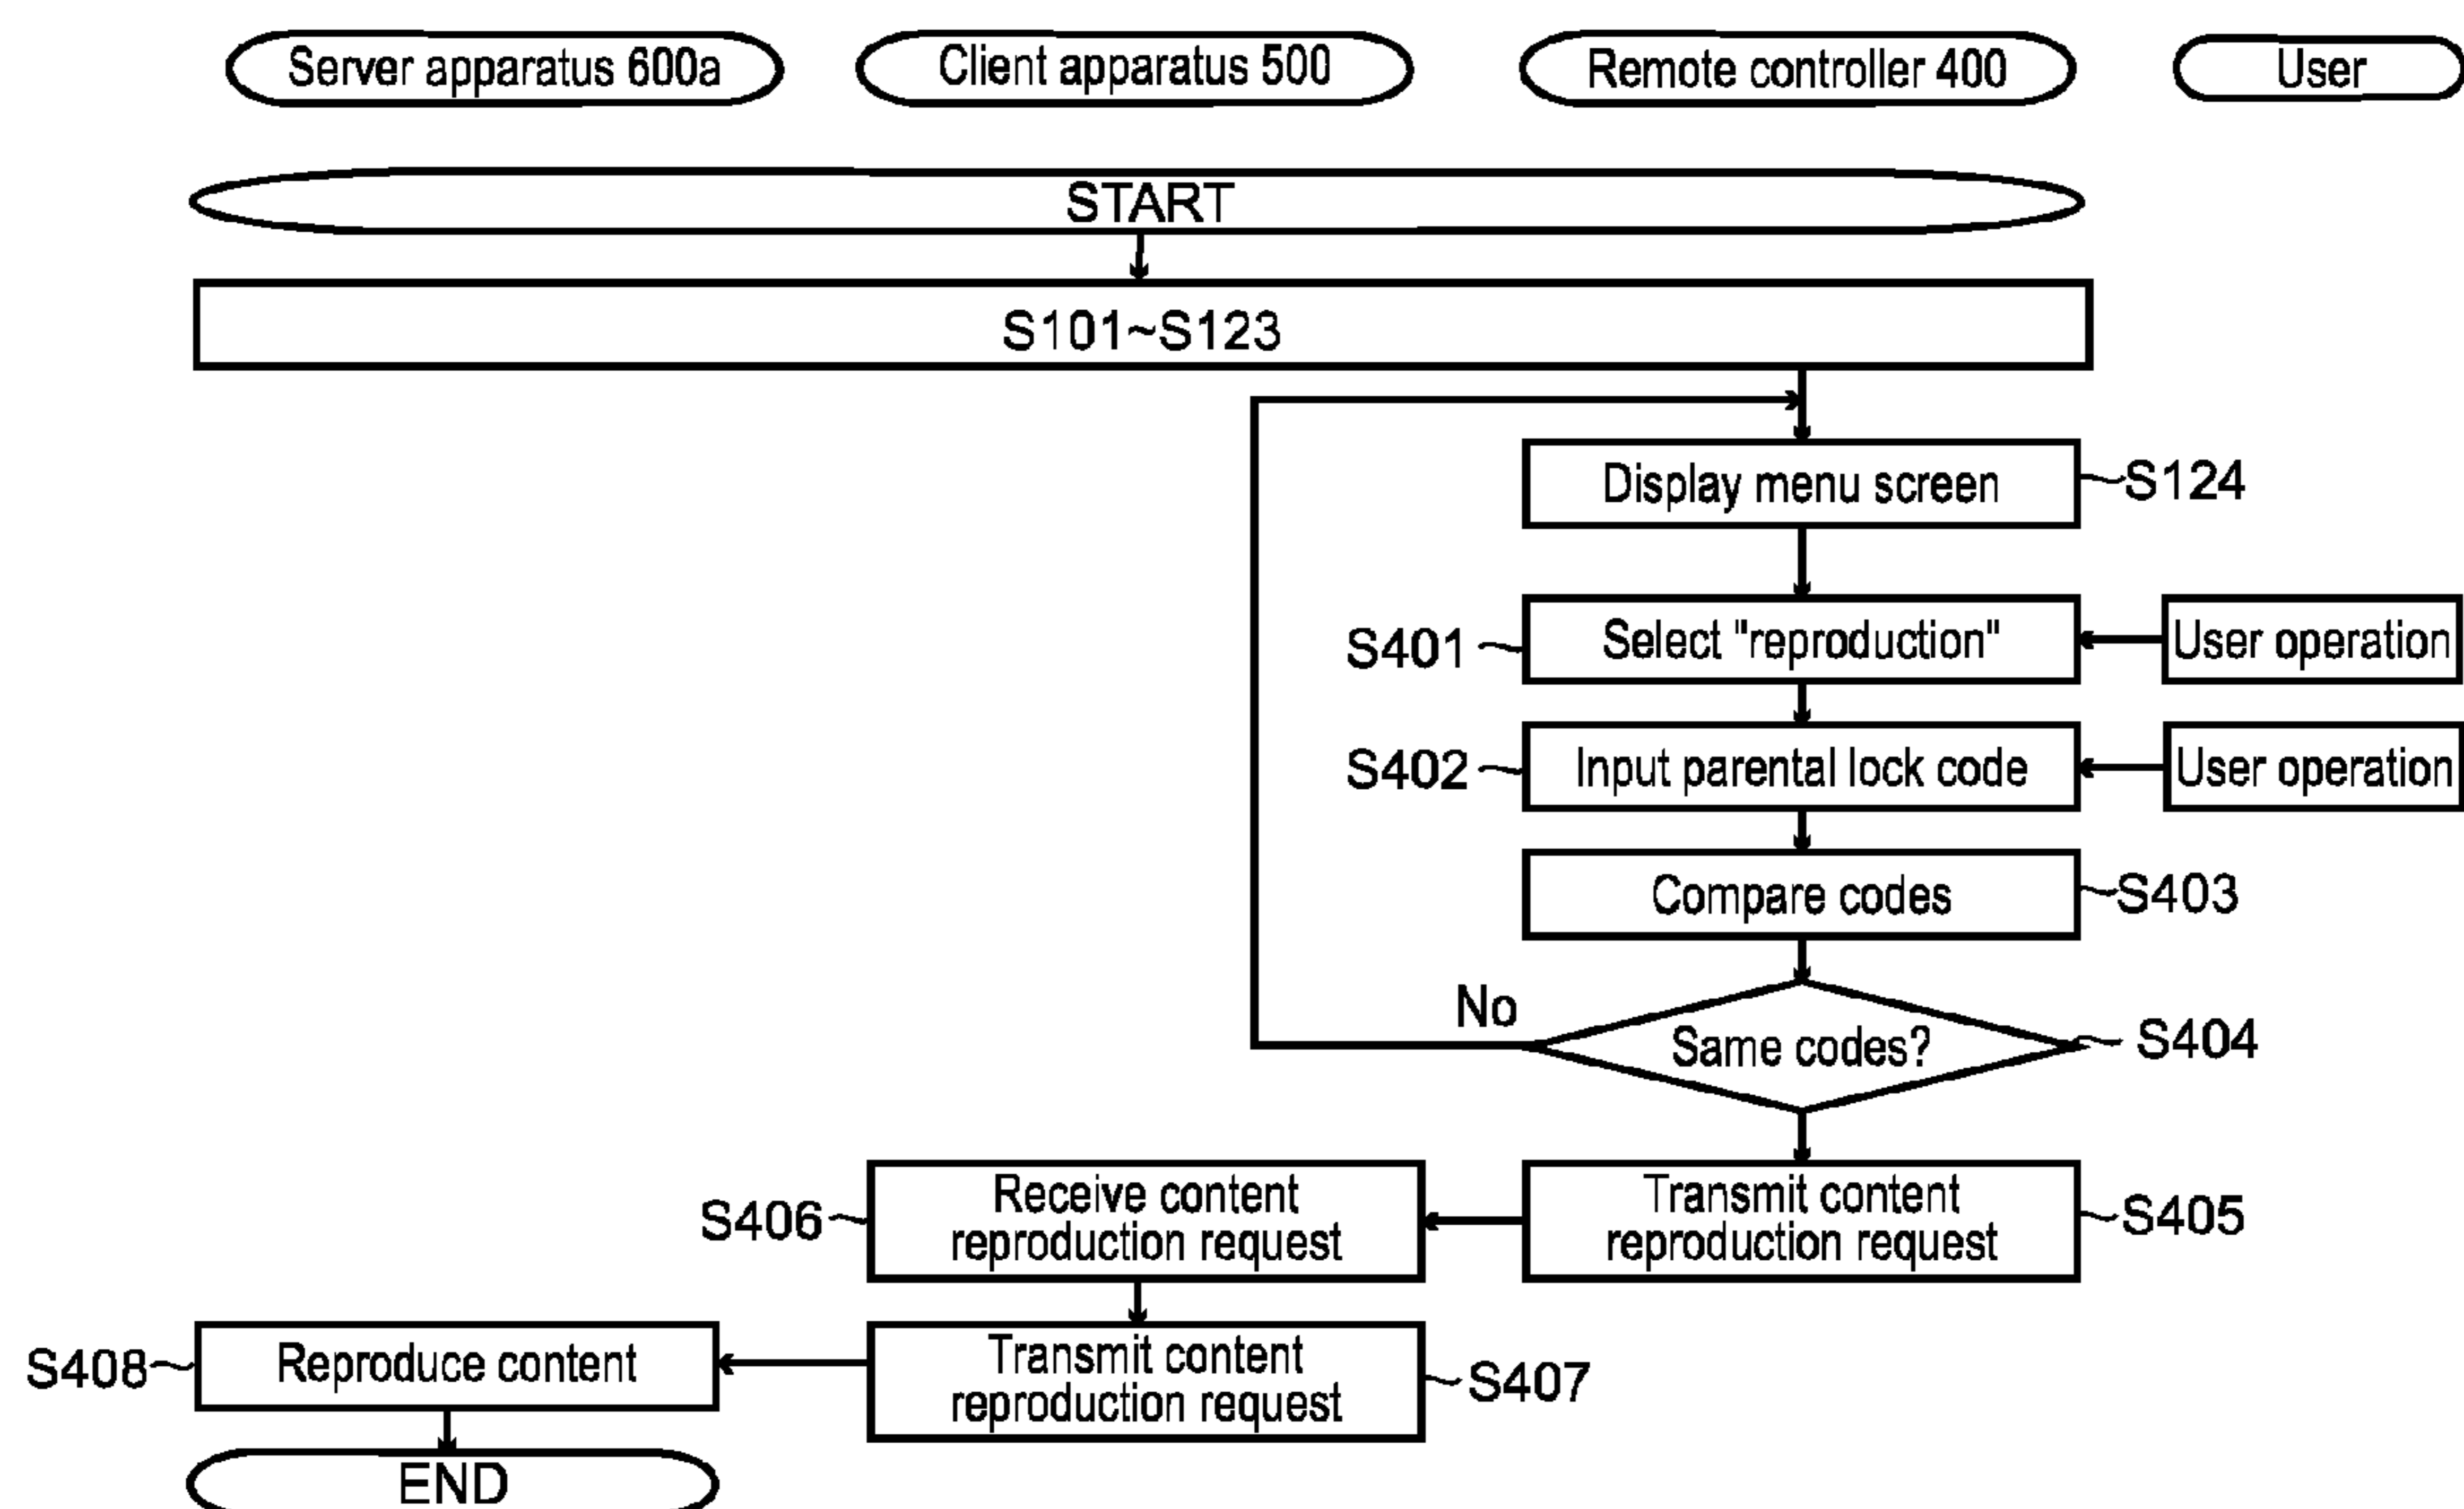 Server apparatus 600a
Client apparatus 500
Remote controller 400
User
START
S101~S123
Display menu screen
S124
S401
Select "reproduction"
User operation
S402
Input parental lock code
User operation
Compare codes
S403
No
Same codes?
S404
S406
Receive content
reproduction request
Transmit content
reproduction request
S405
S408
Reproduce content
Transmit content
reproduction request
S407
END